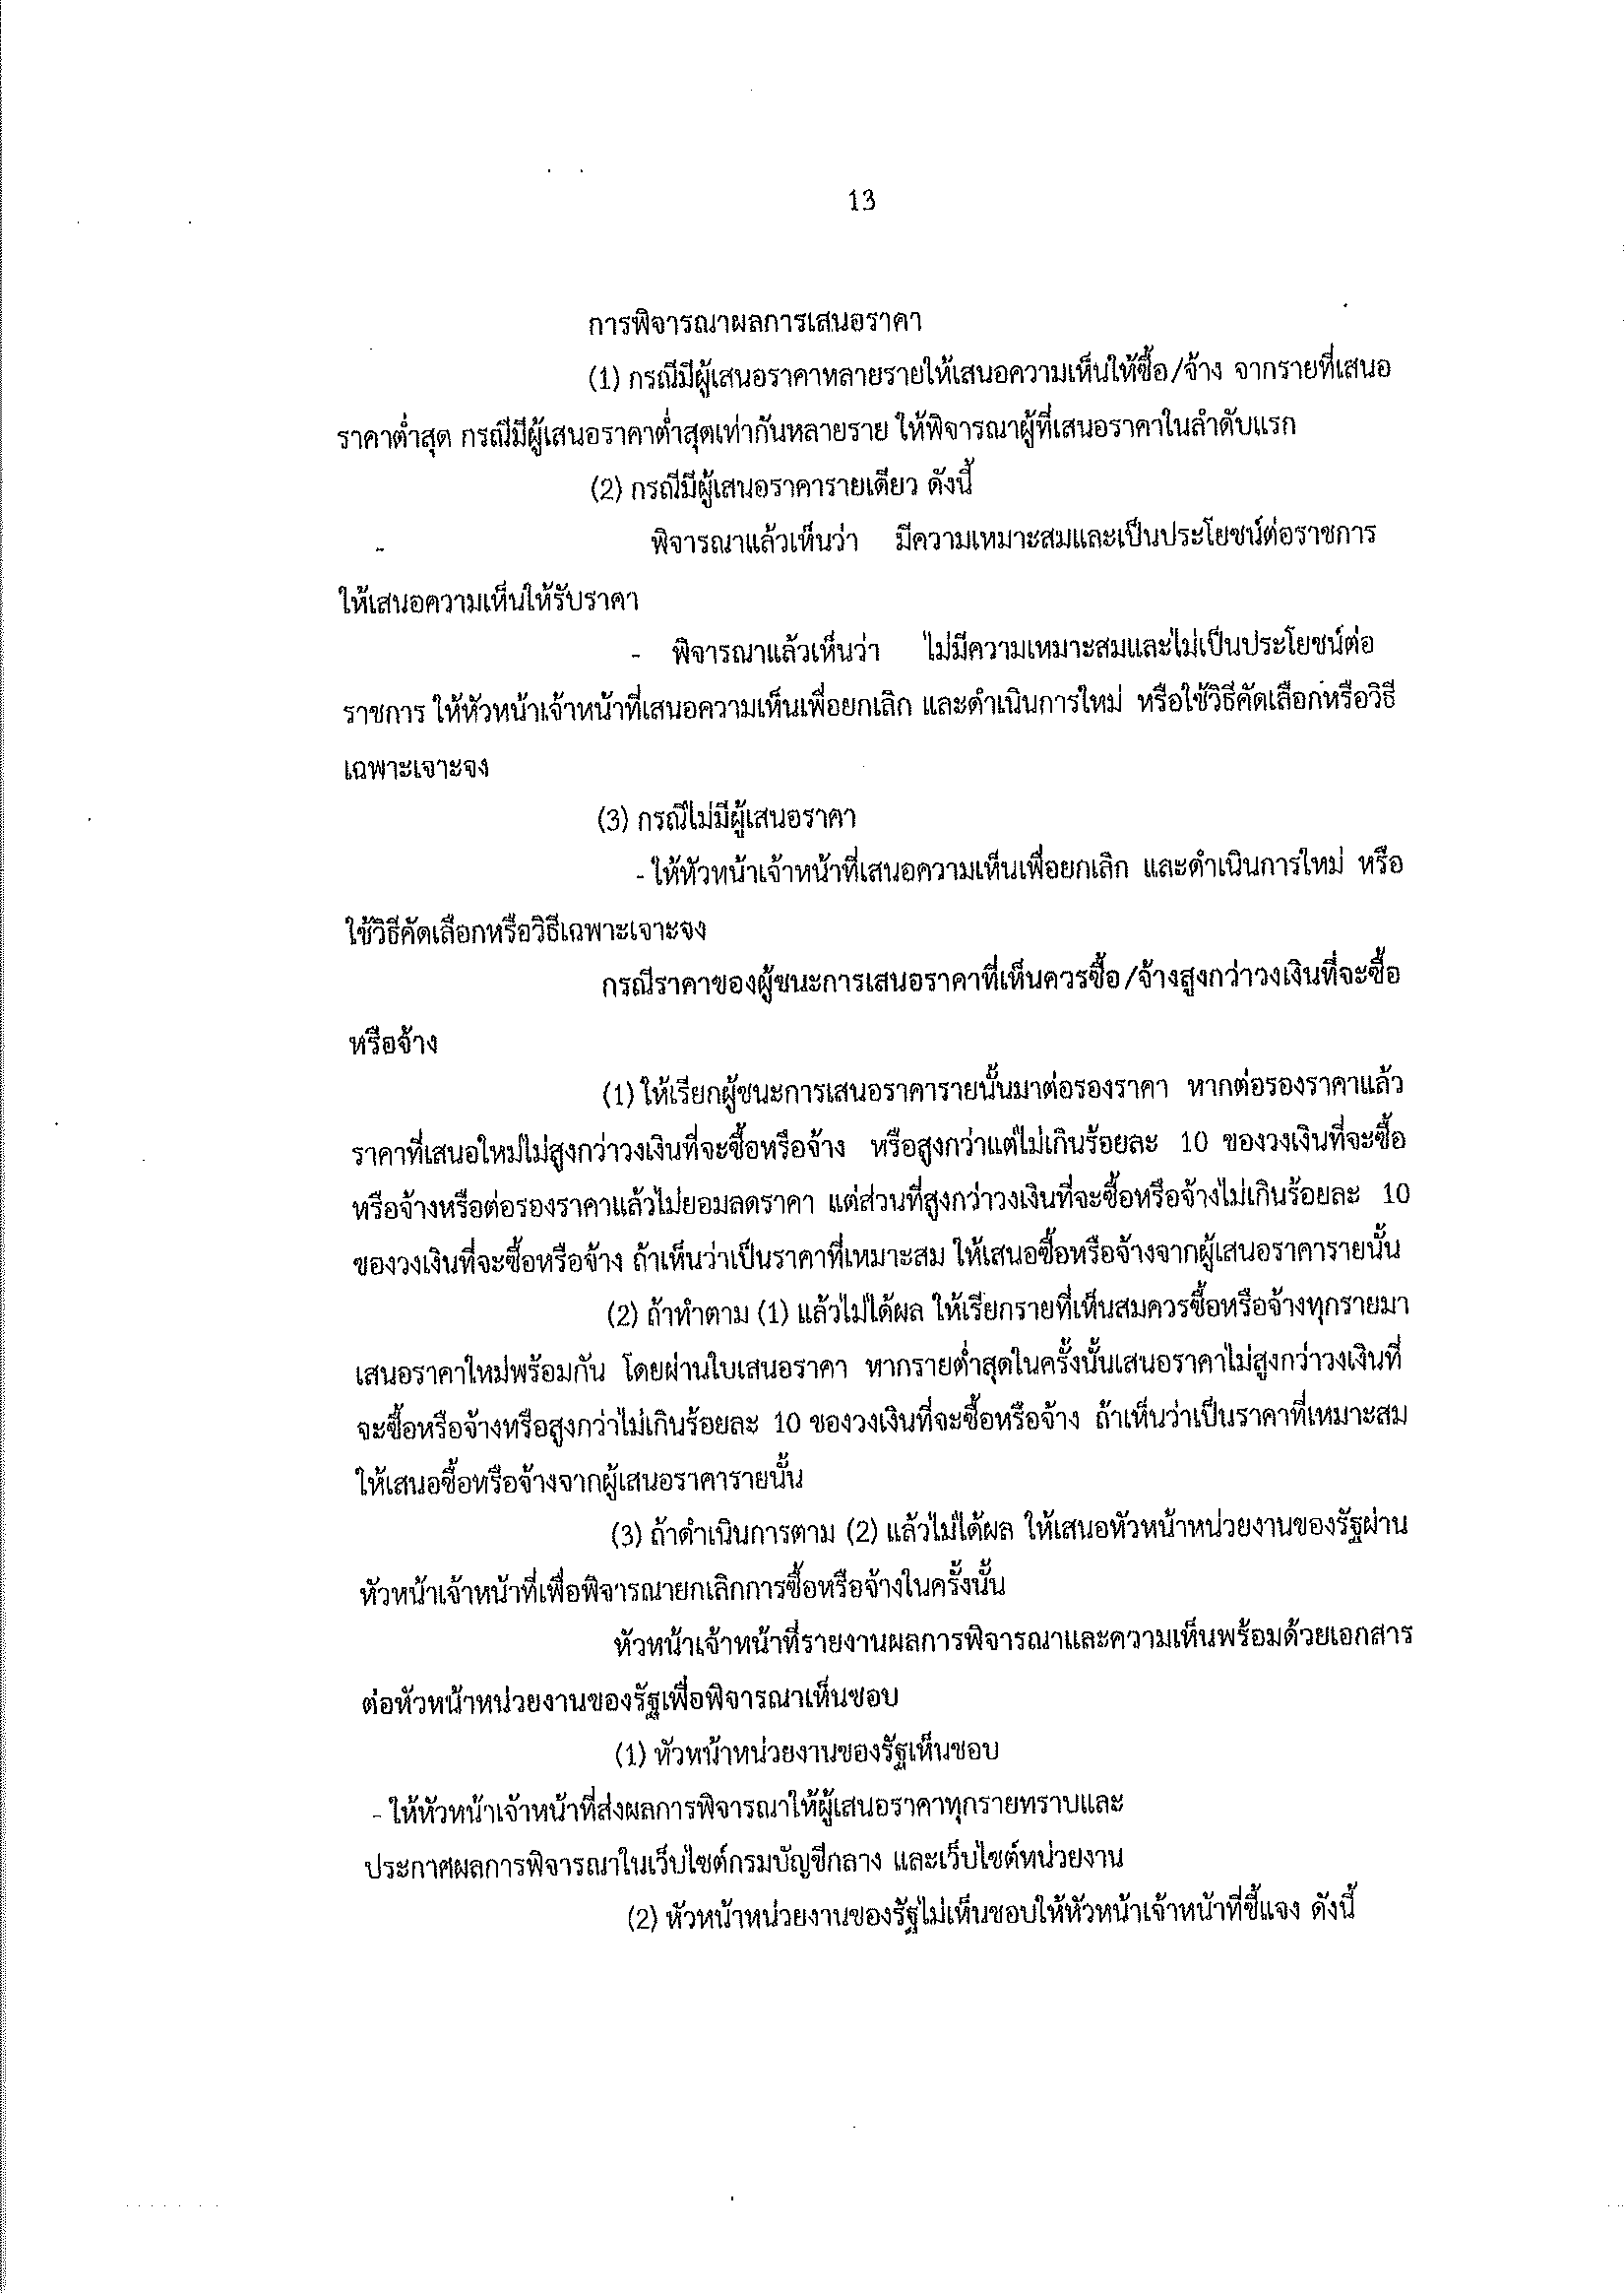 13
การพิจารณาผลการเสนอราคา
(1) กรณีมีผู้เสนอราคาหลายรายให้เสนอความเห็นให้ซื้อ/จ้าง จากรายที่เสนอ
ราคาต่ำสุด กรณีมีผู้เสนอราคาต่ำสุดเท่ากันหลายราย ให้พิจารณาผู้ที่เสนอราคาในลำดับแรก
(2) กรณีมีผู้เสนอราคารายเดียว ดังนี้
พิจารณาแล้วเห็นว่า มีความเหมาะสมและเป็นประโยชน์ต่อราชการ
ให้เสนอความเห็นให้รับราคา
- พิจารณาแล้วเห็นว่า ไม่มีความเหมาะสมและไม่เป็นประโยชน์ต่อ
ราชการ ให้หัวหน้าเจ้าหน้าที่เสนอความเห็นเพื่อยกเลิก และดำเนินการใหม่ หรือใช้วิธีคัดเลือกหรือวิธี
เฉพาะเจาะจง
(3) กรณีไม่มีผู้เสนอราคา
- ให้หัวหน้าเจ้าหน้าที่เสนอความเห็นเพื่อยกเลิก และดำเนินการใหม่ หรือ
ใช้วิธีคัดเลือกหรือวิธีเฉพาะเจาะจง
กรณีราคาของผู้ชนะการเสนอราคาที่เห็นควรซื้อ/จ้างสูงกว่าวงเงินที่จะซื้อ
หรือจ้าง
(1) ให้เรียกผู้ชนะการเสนอราคารายนั้นมาต่อรองราคา หากต่อรองราคาแล้ว
ราคาที่เสนอใหม่ไม่สูงกว่าวงเงินที่จะซื้อหรือจ้าง หรือสูงกว่าแต่ไม่เกินร้อยละ 10 ของวงเงินที่จะซื้อ
หรือจ้างหรือต่อรองราคาแล้วไม่ยอมลดราคา แต่ส่วนที่สูงกว่าวงเงินที่จะซื้อหรือจ้างไม่เกินร้อยละ 10
ของวงเงินที่จะซื้อหรือจ้าง ถ้าเห็นว่าเป็นราคาที่เหมาะสม ให้เสนอซื้อหรือจ้างจากผู้เสนอราคารายนั้น
(2) ถ้าทำตาม (1) แล้วไม่ได้ผล ให้เรียกรายที่เห็นสมควรซื้อหรือจ้างทุกรายมา
เสนอราคาใหม่พร้อมกัน โดยผ่านใบเสนอราคา หากรายต่ำสุดในครั้งนั้นเสนอราคาไม่สูงกว่าวงเงินที่
จะซื้อหรือจ้างหรือสูงกว่าไม่เกินร้อยละ 10 ของวงเงินที่จะซื้อหรือจ้าง ถ้าเห็นว่าเป็นราคาที่เหมาะสม
ให้เสนอซื้อหรือจ้างจากผู้เสนอราคารายนั้น
(3) ถ้าดำเนินการตาม (2) แล้วไม่ได้ผล ให้เสนอหัวหน้าหน่วยงานของรัฐผ่าน
หัวหน้าเจ้าหน้าที่เพื่อพิจารณายกเลิกการซื้อหรือจ้างในครั้งนั้น
หัวหน้าเจ้าหน้าที่รายงานผลการพิจารณาและความเห็นพร้อมด้วยเอกสาร
ต่อหัวหน้าหน่วยงานของรัฐเพื่อพิจารณาเห็นชอบ
(1) หัวหน้าหน่วยงานของรัฐเห็นชอบ
- ให้หัวหน้าเจ้าหน้าที่ส่งผลการพิจารณาให้ผู้เสนอราคาทุกรายทราบและ
ประกาศผลการพิจารณาในเว็บไซต์กรมบัญชีกลาง และเว็บไซต์หน่วยงาน
(2) หัวหน้าหน่วยงานของรัฐไม่เห็นชอบให้หัวหน้าเจ้าหน้าที่ชี้แจง ดังนี้